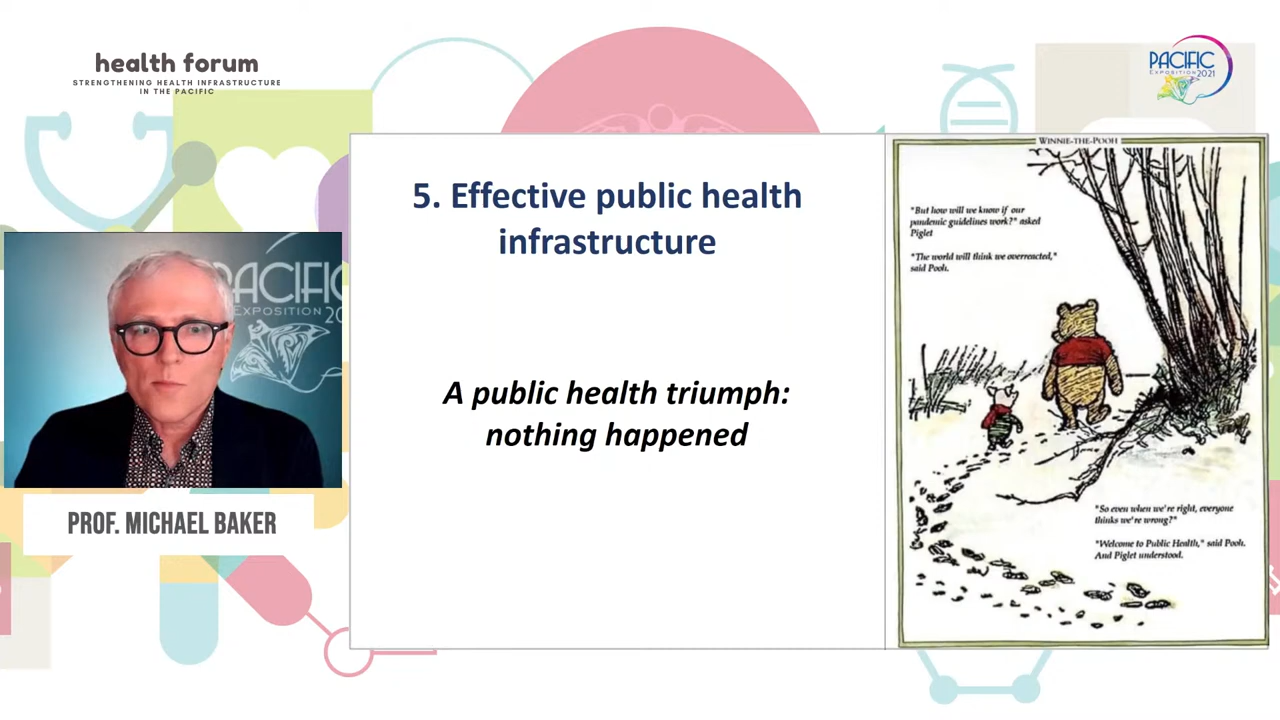 health forum
STRENGTHENING HEALTH INFRASTRUCTURE
IN THE PACIFIC
PACIFIC
EXPOSITION 2021
PACIFIC
EXPOSITION 20
PROF. MICHAEL BAKER
5. Effective public health
infrastructure
A public health triumph:
nothing happened
WINNIE-THE-POOH
"But how will we know if our
pandemic guidelines work?" asked
Piglet
"The world will think we overreacted,"
said Pooh.
"So even when we're right, everyone
thinks we're wrong?"
"Welcome to Public Health," said Pooh.
And Piglet understood.